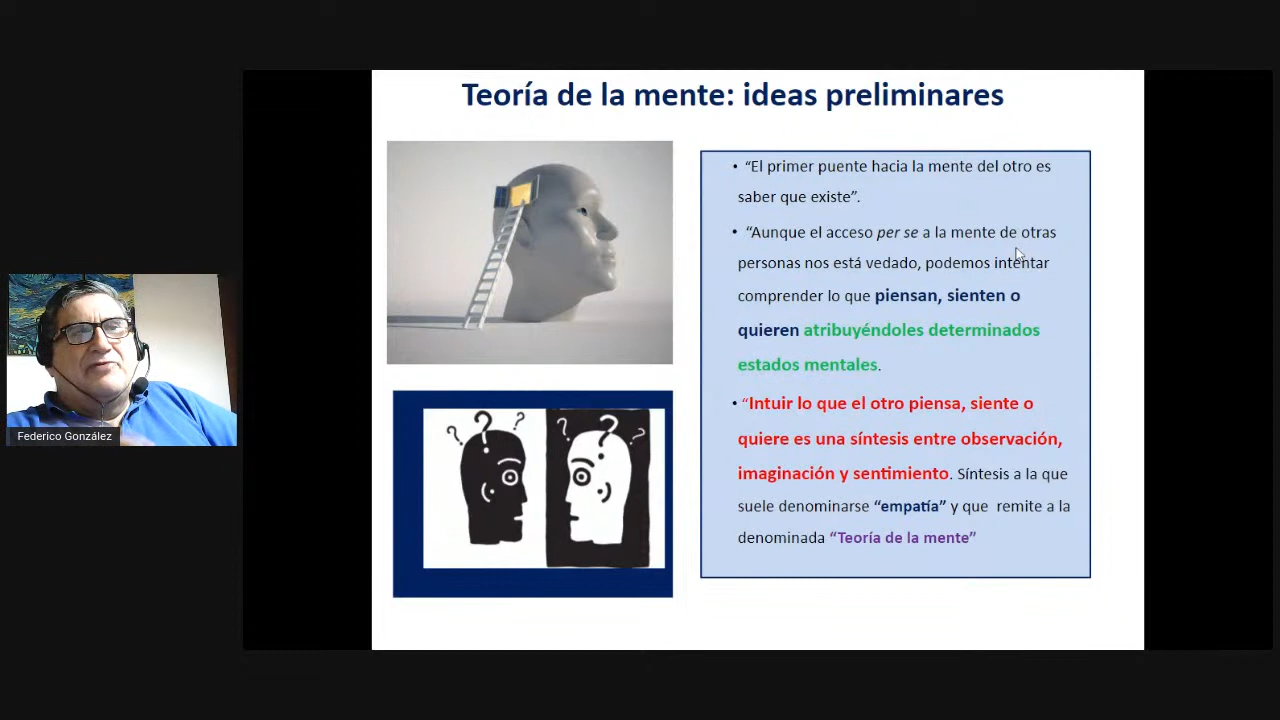 Teoría de la mente: ideas preliminares
• “El primer puente hacia la mente del otro es
saber que existe”.
• “Aunque el acceso per se a la mente de otras
personas nos está vedado, podemos intentar
comprender lo que piensan, sienten o
quieren atribuyéndoles determinados
estados mentales.
• “Intuir lo que el otro piensa, siente o
quiere es una síntesis entre observación,
imaginación y sentimiento. Síntesis a la que
suele denominarse “empatía” y que remite a la
denominada “Teoría de la mente”
? ? ?
? ? ?
Federico González